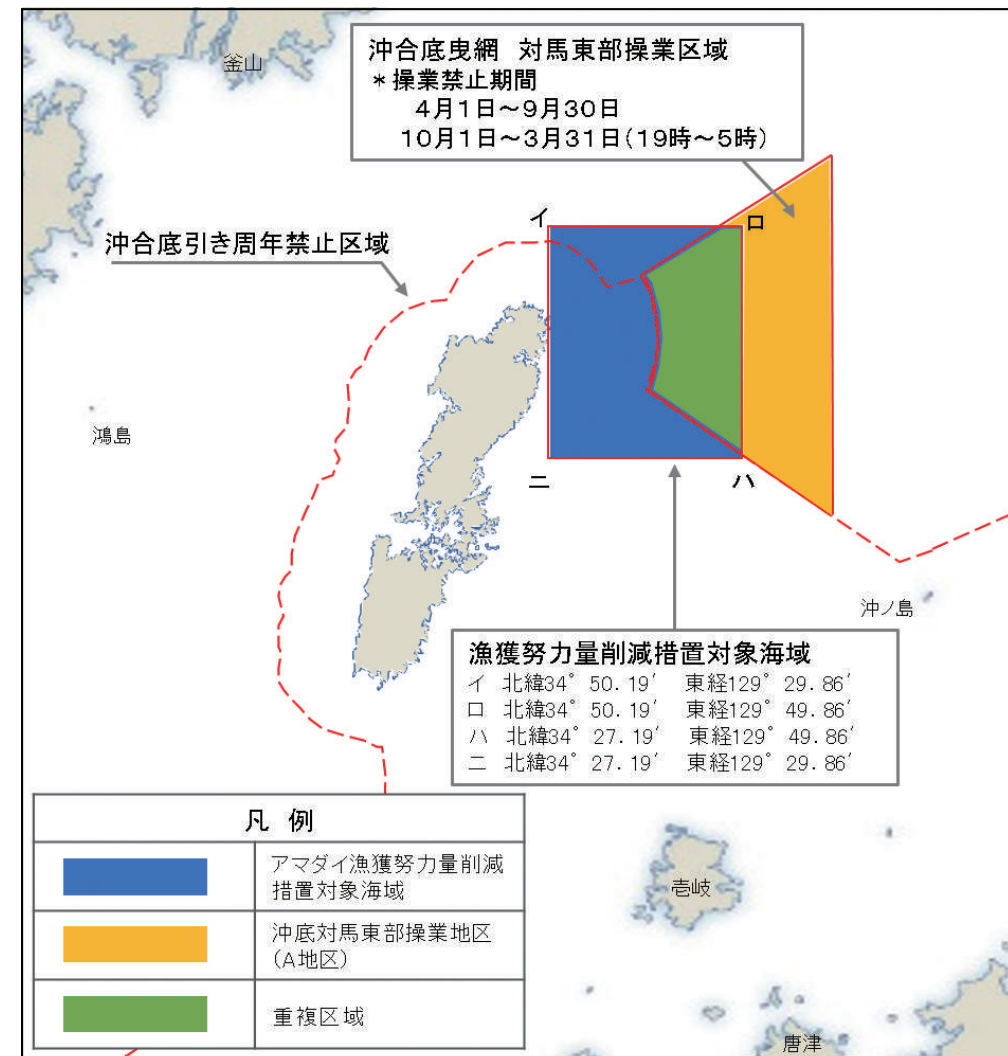 釜山
沖合底曳網 対馬東部操業区域
*操業禁止期間
4月1日~9月30日
10月1日~3月31日(19時~5時)
イ
ロ
沖合底引き周年禁止区域
鴻島
ニ
ハ
沖ノ島
漁獲努力量削減措置対象海域
イ 北緯34° 50.19′ 東経129° 29.86′
ロ 北緯34° 50.19′ 東経129° 49.86′
ハ 北緯34° 27.19′ 東経129° 49.86′
ニ 北緯34° 27.19′ 東経129° 29.86′
凡 例
アマダイ漁獲努力量削減
措置対象海域
沖底対馬東部操業地区
(A地区)
重複区域
壱岐
唐津